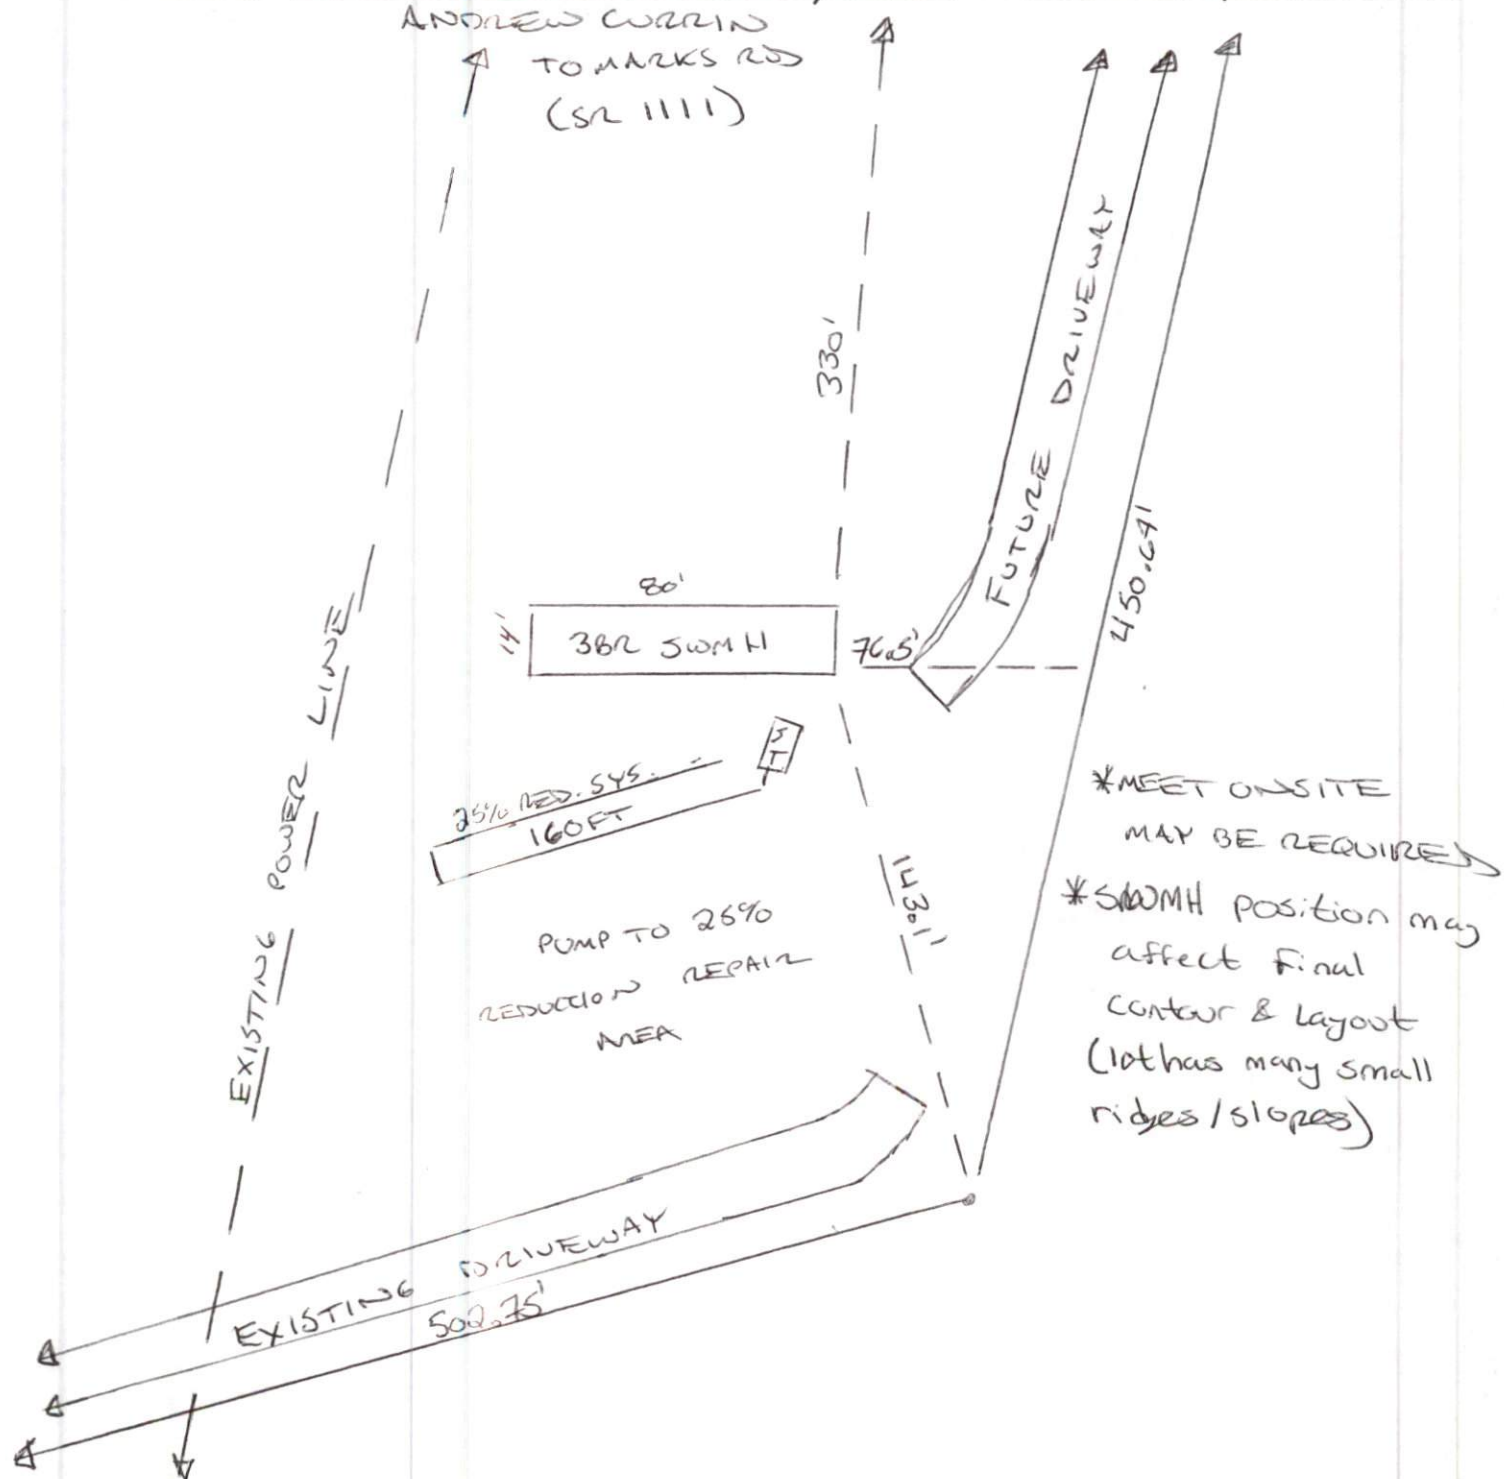 ANDREW CURRIN
TO MARKS RD
(SR 1111)
330'
FUTURE DRIVEWAY
450.64'
80'
14'
3BR SWMH
76.5'
EXISTING POWER LINE
ST
25% RED. SYS.
160FT
143.1'
PUMP TO 25%
REDUCTION REPAIR
AREA
*MEET ONSITE
MAY BE REQUIRED
*SWMH position may
affect final
contour & layout
(lot has many small
ridges/slopes)
EXISTING DRIVEWAY
502.75'